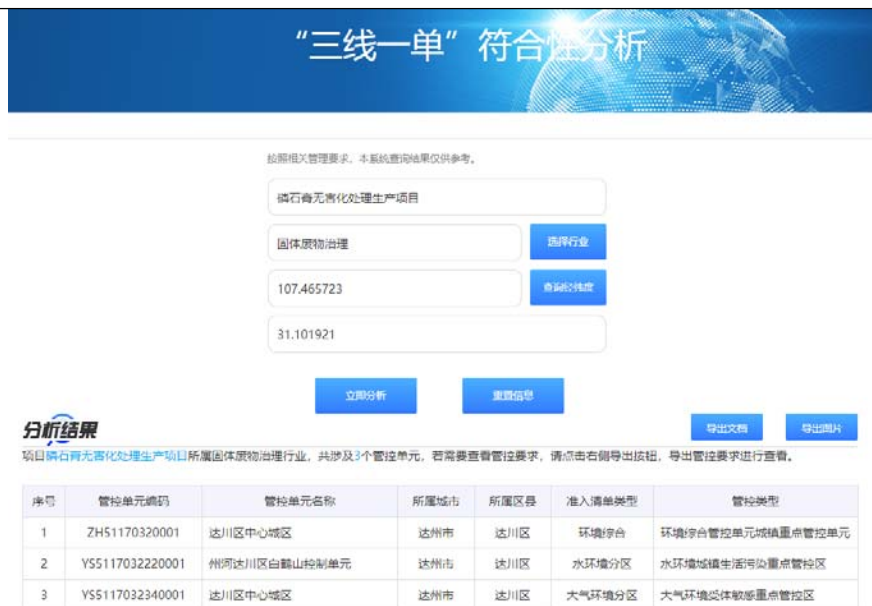 “三线一单”符合性分析
按照相关管理要求，本系统查询结果仅供参考。
磷石膏无害化处理生产项目
固体废物治理 选择行业
107.465723 查询经纬度
31.101921
立即分析 重置信息
分析结果 导出文档 导出图片
项目磷石膏无害化处理生产项目所属固体废物治理行业，共涉及3个管控单元，若需要查看管控要求，请点击右侧导出按钮，导出管控要求进行查看。
序号 管控单元编码 管控单元名称 所属城市 所属区县 准入清单类型 管控类型
1 ZH51170320001 达川区中心城区 达州市 达川区 环境综合 环境综合管控单元城镇重点管控单元
2 YS5117032220001 州河达川区白鹤山控制单元 达州市 达川区 水环境分区 水环境城镇生活污染重点管控区
3 YS5117032340001 达川区中心城区 达州市 达川区 大气环境分区 大气环境受体敏感重点管控区